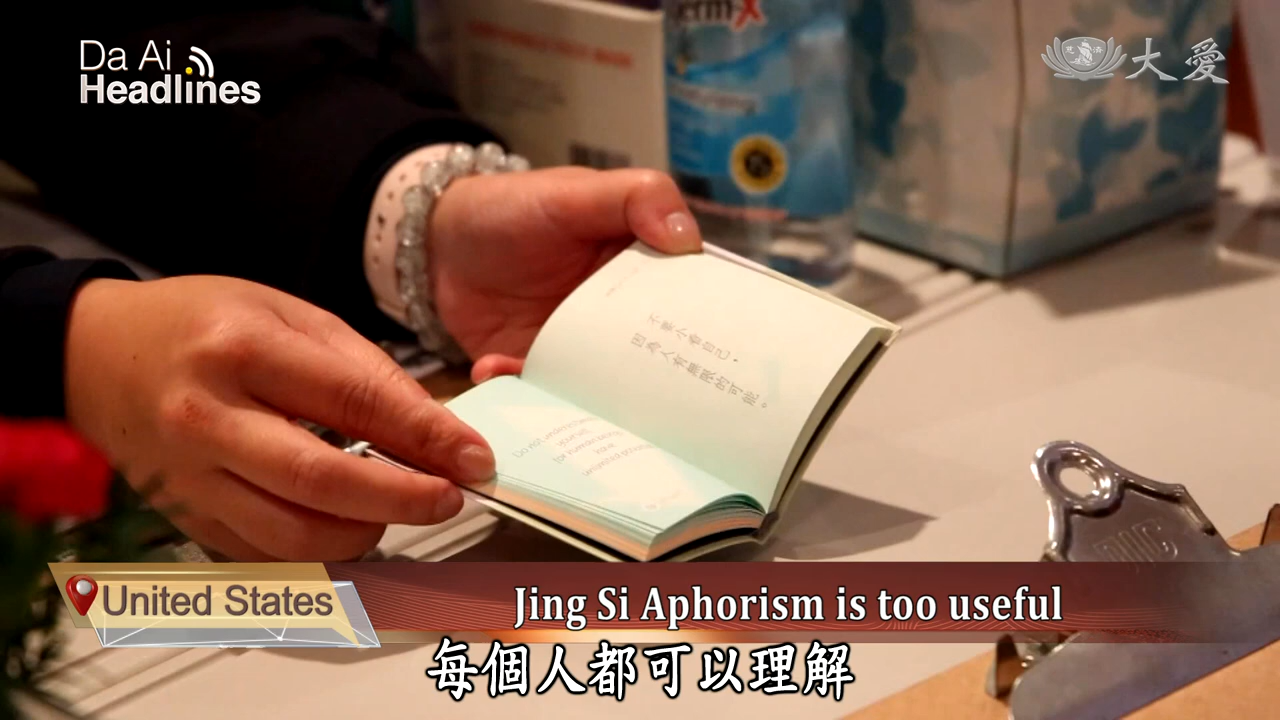 Da Ai
Headlines
大愛
erm-X
不要小看自己，
因為人有無限的可能。
United States
Jing Si Aphorism is too useful
每個人都可以理解